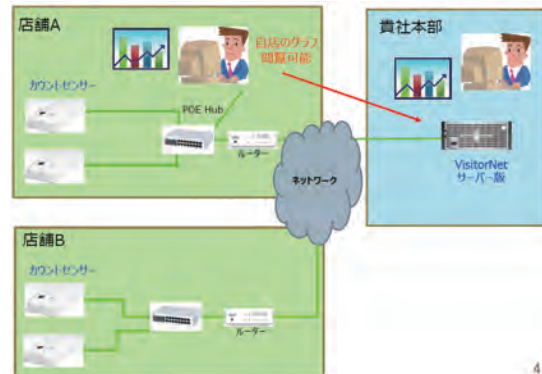 店舗A
自店のグラフ
閲覧可能
カウントセンサー
POE Hub
ルーター
ネットワーク
貴社本部
VisitorNet
サーバー版
店舗B
カウントセンサー
ルーター
4